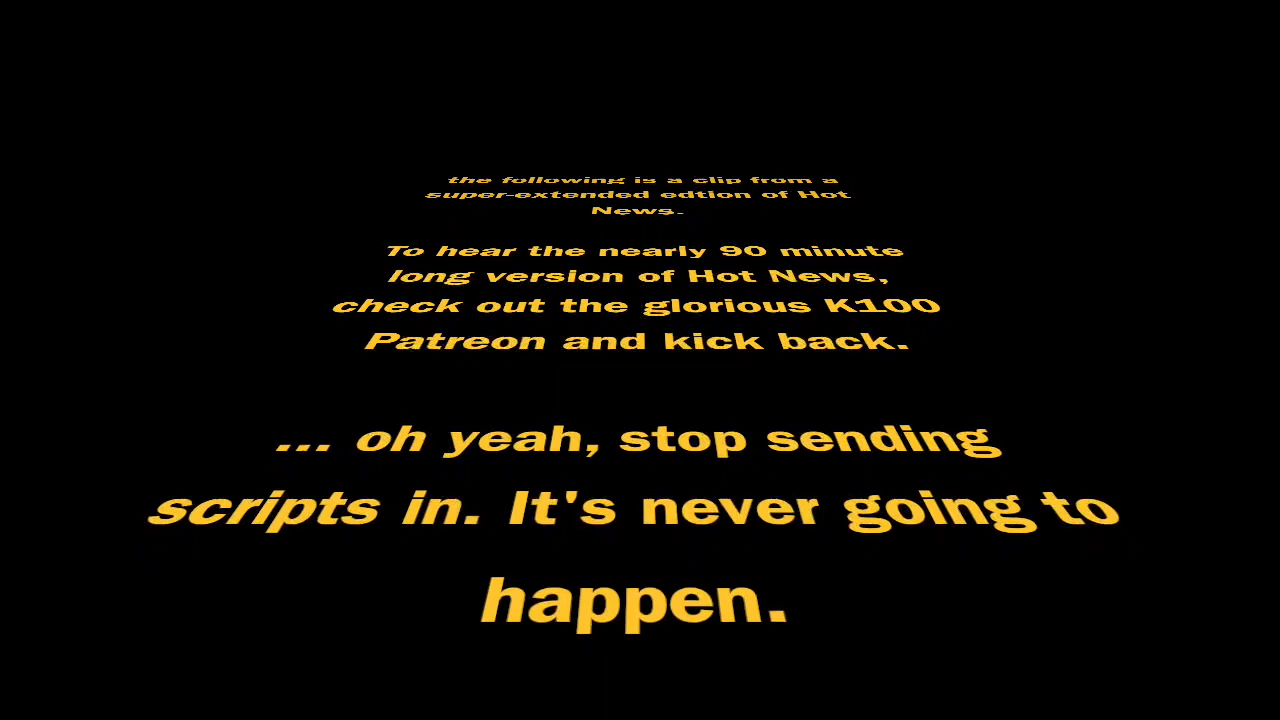 the following is a clip from a
super-extended edtion of Hot
News.
To hear the nearly 90 minute
long version of Hot News,
check out the glorious K100
Patreon and kick back.
... oh yeah, stop sending
scripts in. It's never going to
happen.